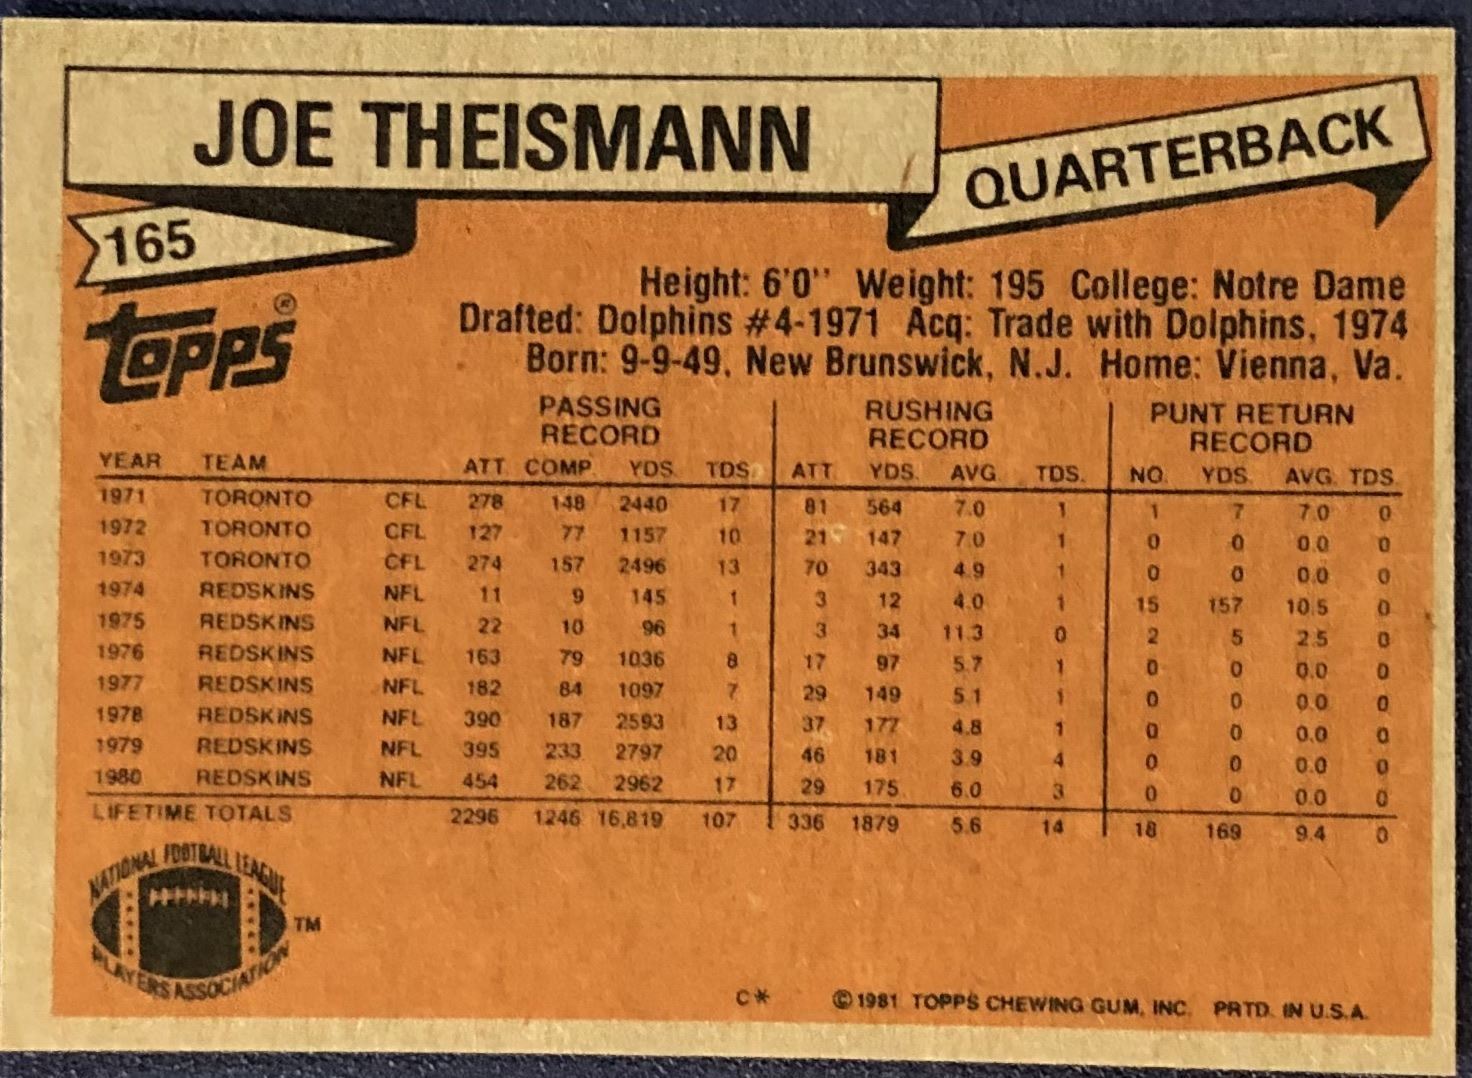 JOE THEISMANN
QUARTERBACK
165
Topps®
Height: 6'0" Weight: 195 College: Notre Dame
Drafted: Dolphins #4-1971 Acq: Trade with Dolphins, 1974
Born: 9-9-49, New Brunswick, N.J. Home: Vienna, Va.
PASSING RECORD RUSHING RECORD PUNT RETURN RECORD
YEAR TEAM ATT. COMP. YDS. TDS. ATT. YDS. AVG. TDS. NO. YDS. AVG. TDS.
1971 TORONTO CFL 278 148 2440 17 81 564 7.0 1 1 7 7.0 0
1972 TORONTO CFL 127 77 1157 10 21 147 7.0 1 0 0 0.0 0
1973 TORONTO CFL 274 157 2496 13 70 343 4.9 1 0 0 0.0 0
1974 REDSKINS NFL 11 9 145 1 3 12 4.0 1 15 157 10.5 0
1975 REDSKINS NFL 22 10 96 1 3 34 11.3 0 2 5 2.5 0
1976 REDSKINS NFL 163 79 1036 8 17 97 5.7 1 0 0 0.0 0
1977 REDSKINS NFL 182 84 1097 7 29 149 5.1 1 0 0 0.0 0
1978 REDSKINS NFL 390 187 2593 13 37 177 4.8 1 0 0 0.0 0
1979 REDSKINS NFL 395 233 2797 20 46 181 3.9 4 0 0 0.0 0
1980 REDSKINS NFL 454 262 2962 17 29 175 6.0 3 0 0 0.0 0
LIFETIME TOTALS 2296 1246 16,819 107 336 1879 5.6 14 18 169 9.4 0
NATIONAL FOOTBALL LEAGUE
PLAYERS ASSOCIATION
TM
C* © 1981 TOPPS CHEWING GUM, INC. PRTD. IN U.S.A.